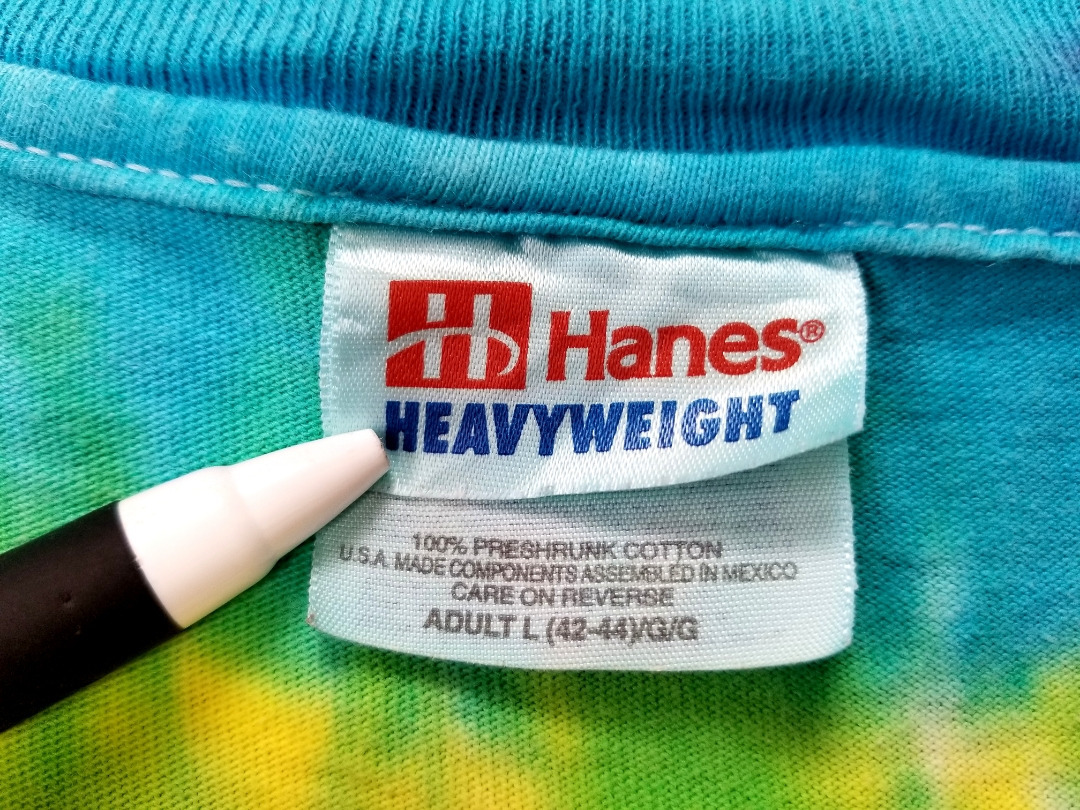 H Hanes®
HEAVYWEIGHT
100% PRESHRUNK COTTON
U.S.A. MADE COMPONENTS ASSEMBLED IN MEXICO
CARE ON REVERSE
ADULT L (42-44)/G/G